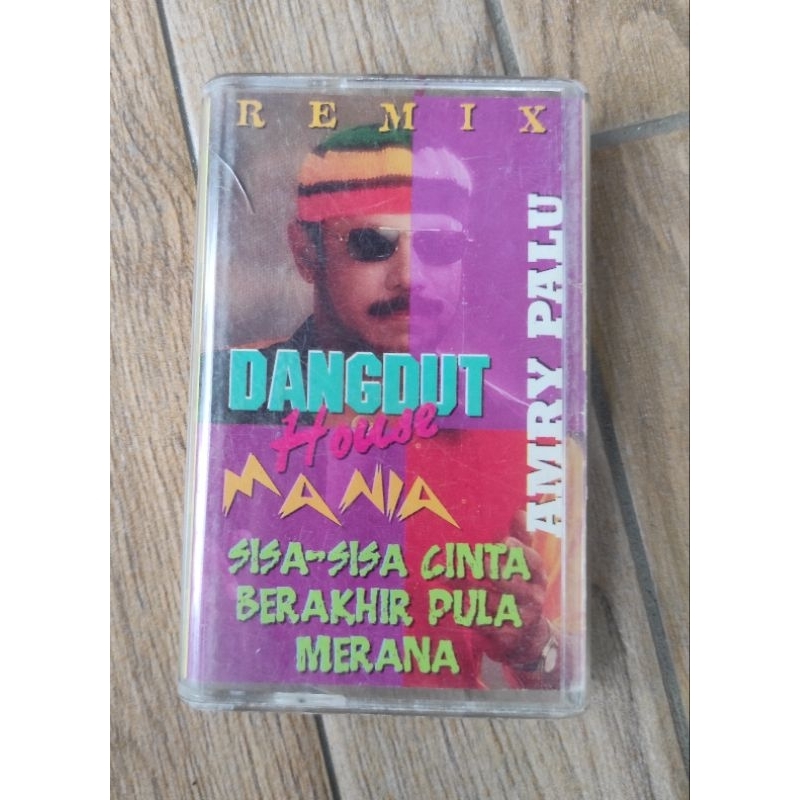 REMIX
AMRY PALU
DANGDUT
House
MANIA
SISA-SISA CINTA
BERAKHIR PULA
MERANA